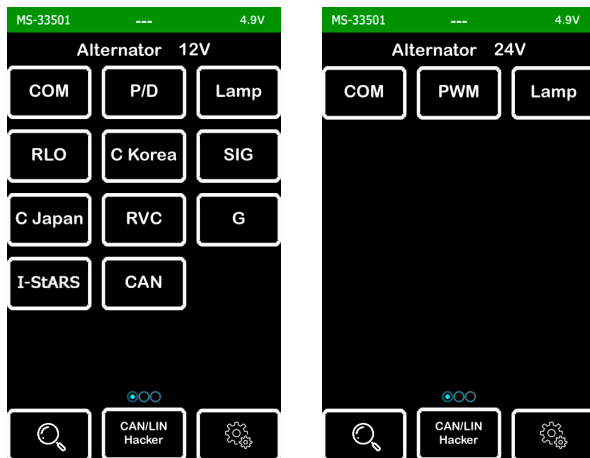 MS-33501 --- 4.9V
Alternator 12V
COM P/D Lamp
RLO C Korea SIG
C Japan RVC G
I-StARS CAN
CAN/LIN
Hacker
MS-33501 --- 4.9V
Alternator 24V
COM PWM Lamp
CAN/LIN
Hacker